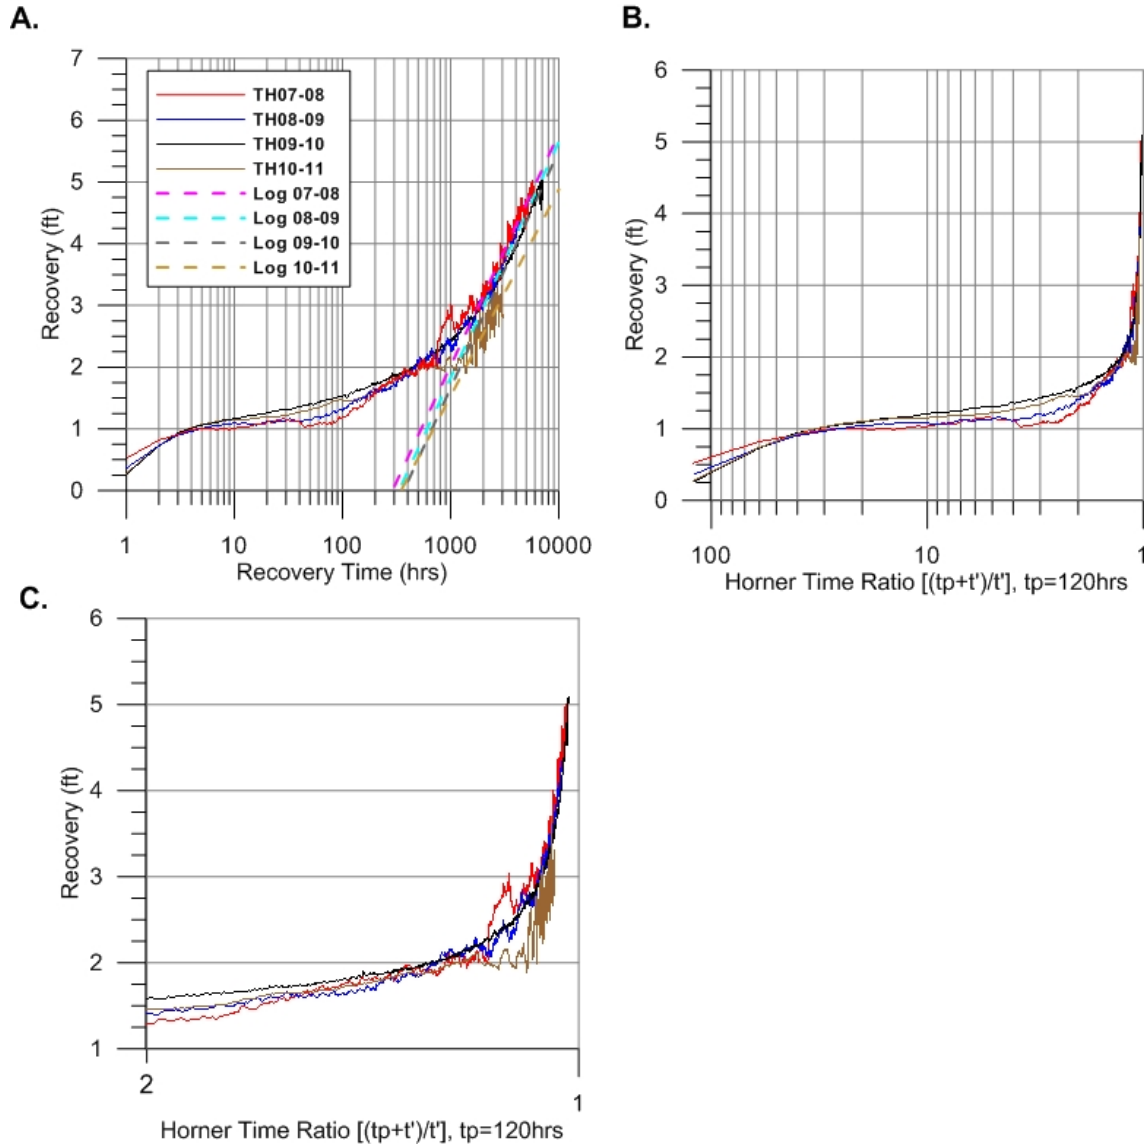 A.
7
6
5
4
3
2
1
0
Recovery (ft)
TH07-08
TH08-09
TH09-10
TH10-11
Log 07-08
Log 08-09
Log 09-10
Log 10-11
1 10 100 1000 10000
Recovery Time (hrs)
B.
6
5
4
3
2
1
0
Recovery (ft)
100 10 1
Horner Time Ratio [(tp+t')/t'], tp=120hrs
C.
6
5
4
3
2
1
Recovery (ft)
2 1
Horner Time Ratio [(tp+t')/t'], tp=120hrs